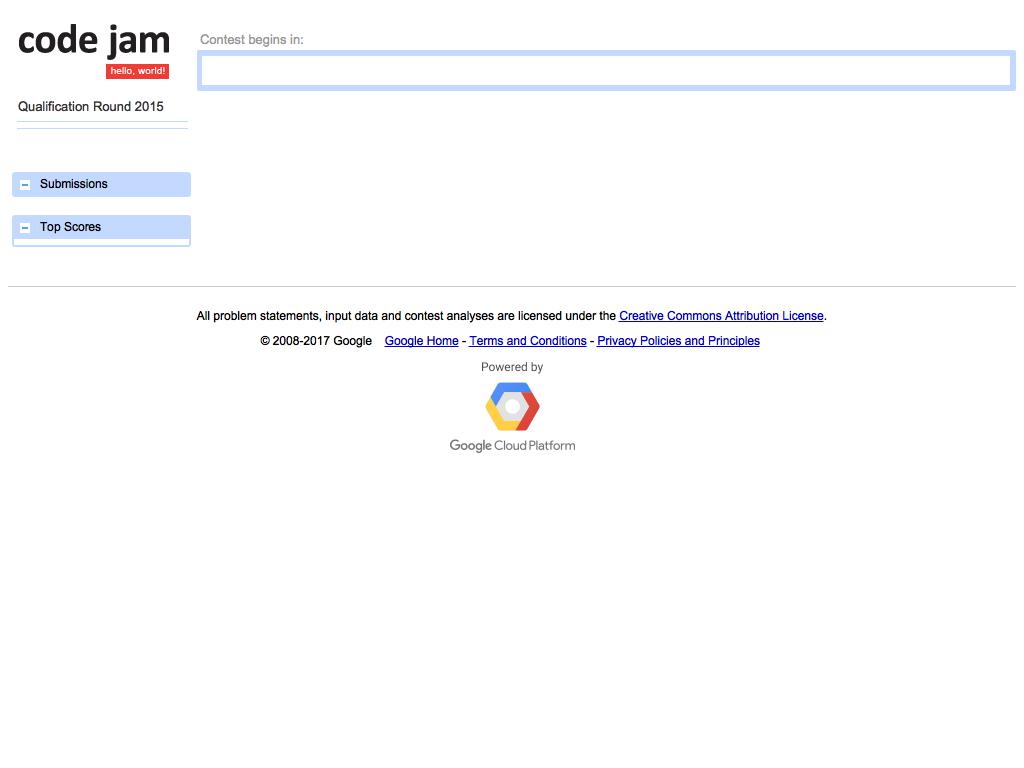 code jam
hello, world!
Contest begins in:
Qualification Round 2015
Submissions
Top Scores
All problem statements, input data and contest analyses are licensed under the Creative Commons Attribution License.
© 2008-2017 Google Google Home - Terms and Conditions - Privacy Policies and Principles
Powered by
Google Cloud Platform